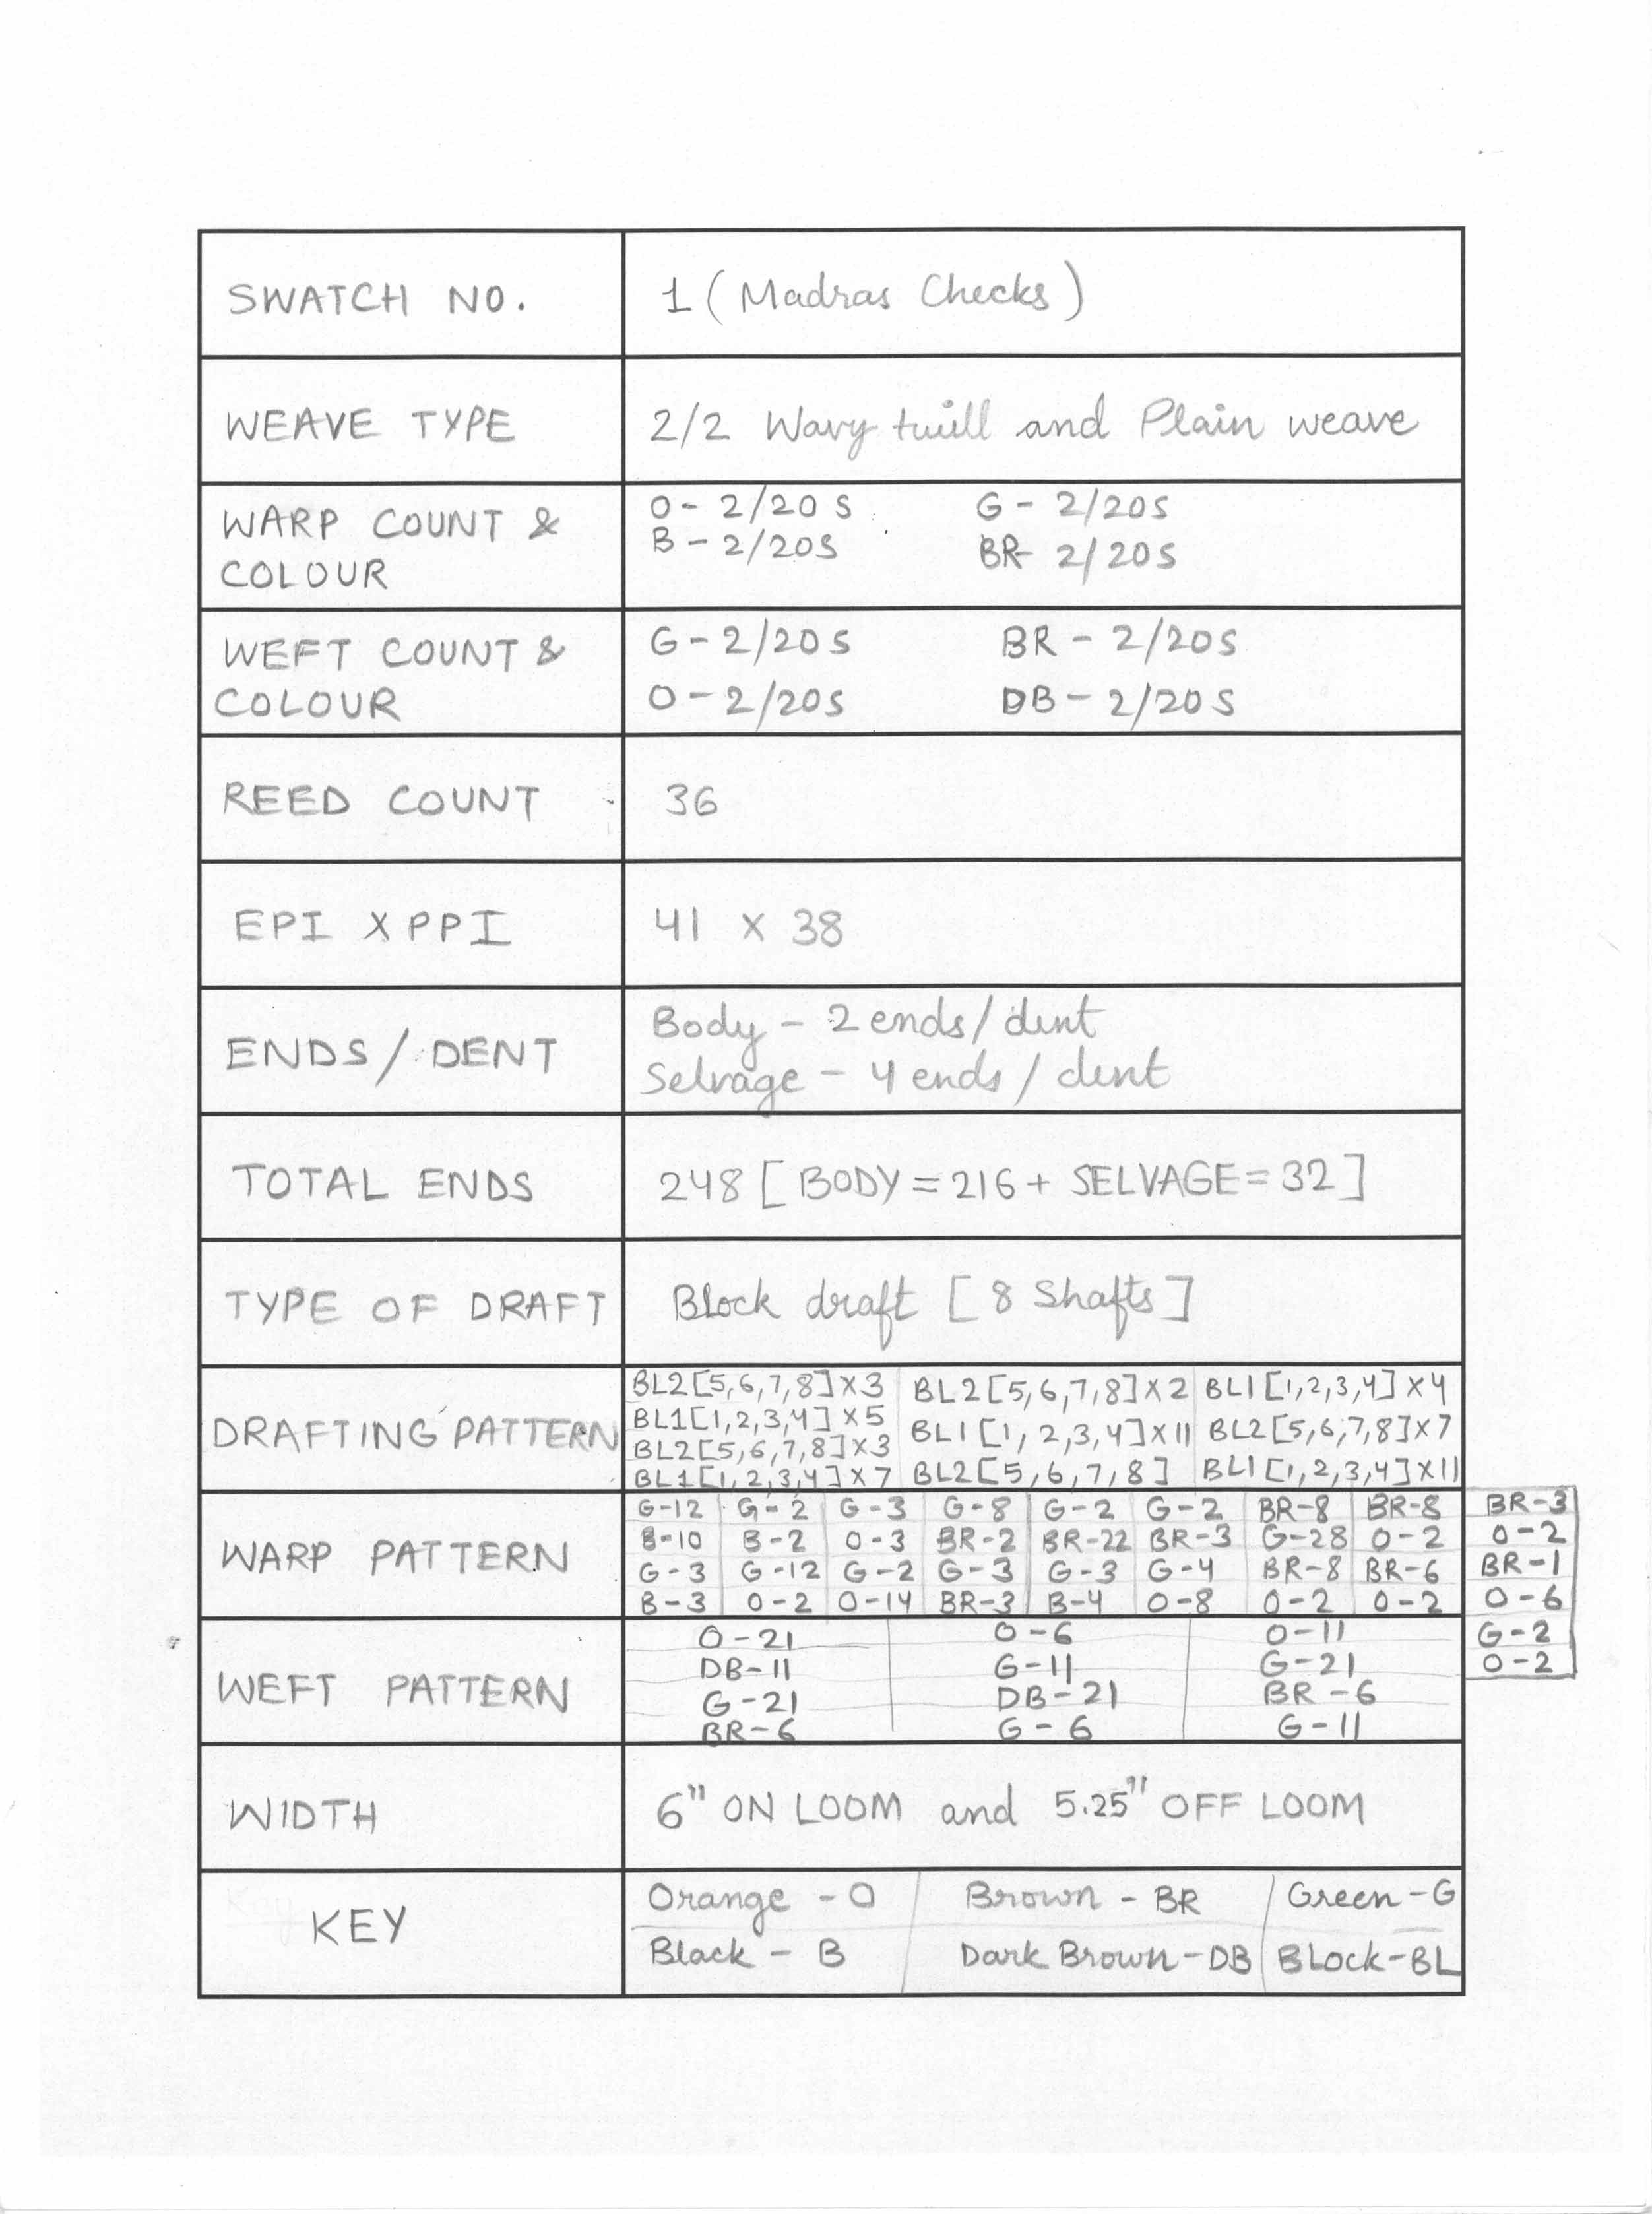 SWATCH NO.
1 (Madras Checks)
WEAVE TYPE
2/2 Wavy twill and Plain weave
WARP COUNT &
COLOUR
O - 2/20 S G - 2/20S
B - 2/20S BR- 2/20S
WEFT COUNT &
COLOUR
G - 2/20S BR - 2/20S
O - 2/20S DB - 2/20S
REED COUNT
36
EPI X PPI
41 X 38
ENDS / DENT
Body - 2 ends/dent
Selvage - 4 ends / dent
TOTAL ENDS
248 [ BODY = 216 + SELVAGE = 32 ]
TYPE OF DRAFT
Block draft [ 8 Shafts ]
DRAFTING PATTERN
BL2[5,6,7,8]X3
BL1[1,2,3,4] X5
BL2[5,6,7,8]X3
BL1[1,2,3,4]X7
BL2[5,6,7,8]X2
BL1[1,2,3,4]X11
BL2[5,6,7,8]
BL1[1,2,3,4]X4
BL2[5,6,7,8]X7
BL1[1,2,3,4]X11
WARP PATTERN
G-12 G-2 G-3 G-8 G-2 G-2 BR-8 BR-8 BR-3
B-10 B-2 O-3 BR-2 BR-22 BR-3 G-28 O-2 O-2
G-3 G-12 G-2 G-3 G-3 G-4 BR-8 BR-6 BR-1
B-3 O-2 O-14 BR-3 B-4 O-8 O-2 O-2 O-6
G-2
O-2
WEFT PATTERN
O-21 O-6 O-11
DB-11 G-11 G-21
G-21 DB-21 BR-6
BR-6 G-6 G-11
WIDTH
6" ON LOOM and 5.25" OFF LOOM
KEY
Orange - O Brown - BR Green - G
Black - B Dark Brown - DB Block - BL